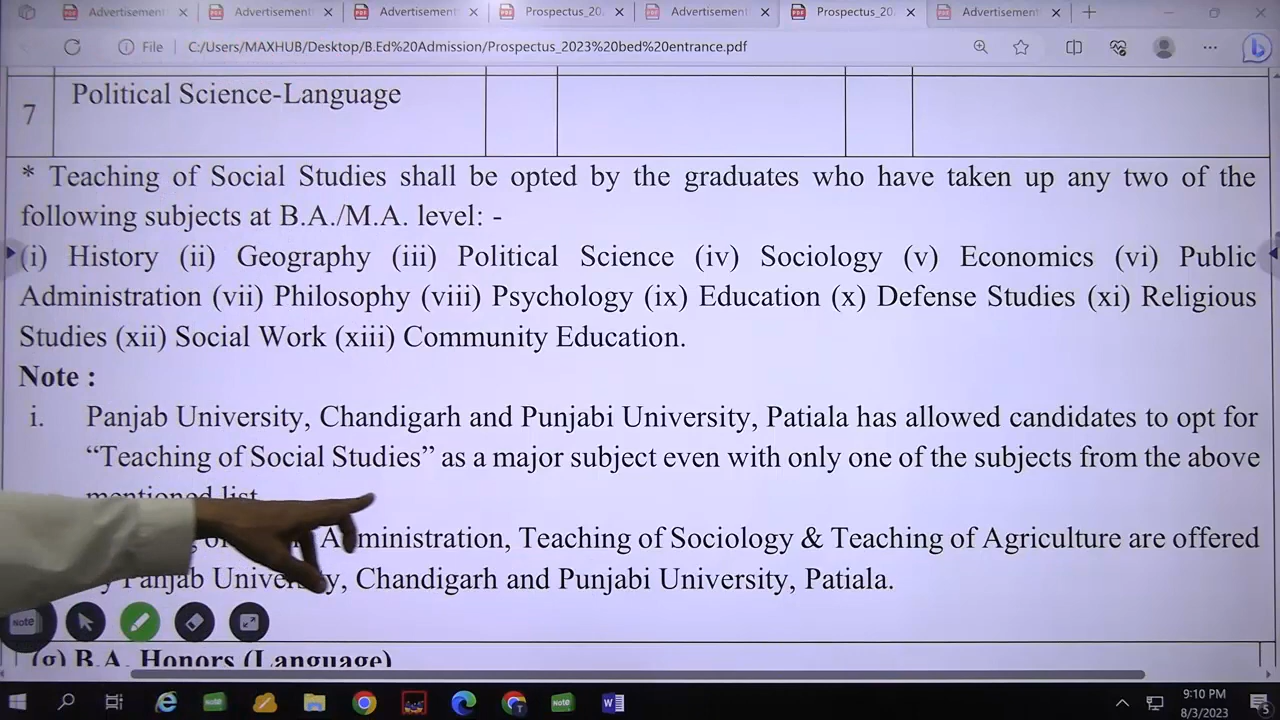 Advertisement
Advertisement
Advertisement
Prospectus_20
Advertisement
Prospectus_20
Advertisement
File
C:/Users/MAXHUB/Desktop/B.Ed%20Admission/Prospectus_2023%20bed%20entrance.pdf
7 Political Science-Language
* Teaching of Social Studies shall be opted by the graduates who have taken up any two of the
following subjects at B.A./M.A. level: -
(i) History (ii) Geography (iii) Political Science (iv) Sociology (v) Economics (vi) Public
Administration (vii) Philosophy (viii) Psychology (ix) Education (x) Defense Studies (xi) Religious
Studies (xii) Social Work (xiii) Community Education.
Note :
i. Panjab University, Chandigarh and Punjabi University, Patiala has allowed candidates to opt for
“Teaching of Social Studies” as a major subject even with only one of the subjects from the above
mentioned list
Administration, Teaching of Sociology & Teaching of Agriculture are offered
Panjab University, Chandigarh and Punjabi University, Patiala.
Note
(g) B.A. Honors (Language)
9:10 PM
8/3/2023